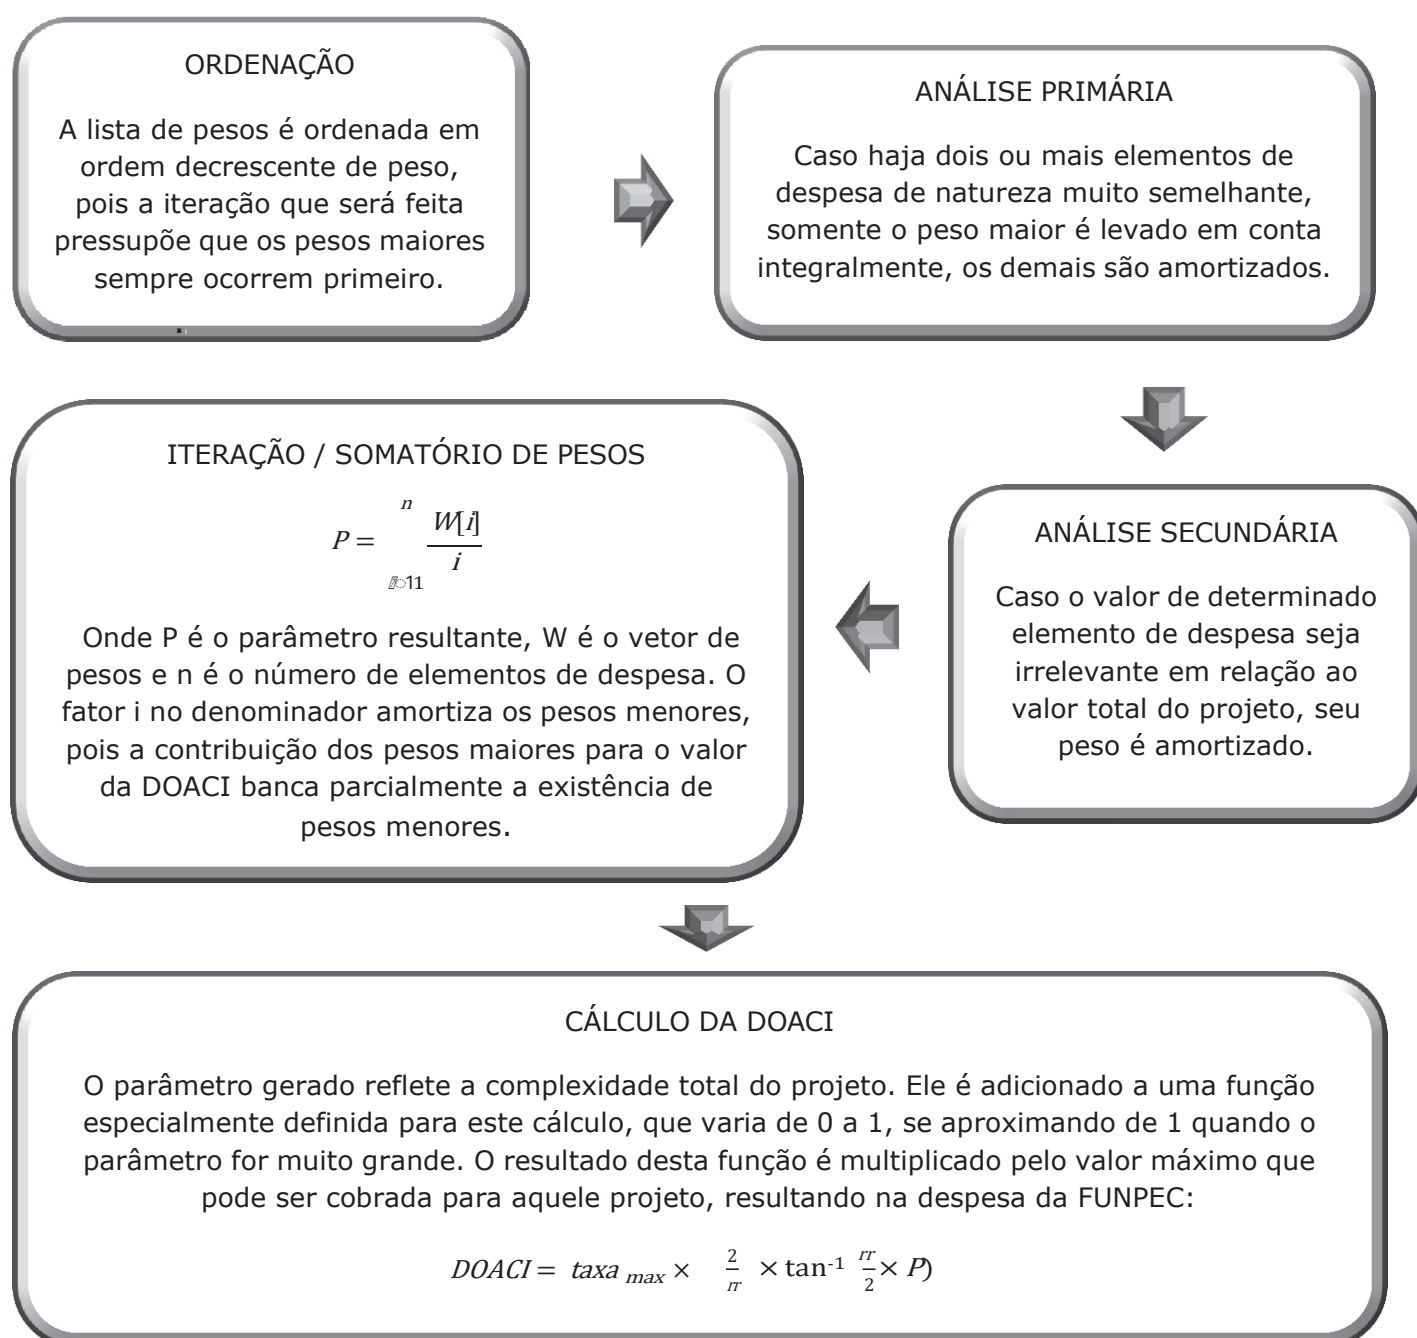 ORDENAÇÃO
A lista de pesos é ordenada em
ordem decrescente de peso,
pois a iteração que será feita
pressupõe que os pesos maiores
sempre ocorrem primeiro.
ANÁLISE PRIMÁRIA
Caso haja dois ou mais elementos de
despesa de natureza muito semelhante,
somente o peso maior é levado em conta
integralmente, os demais são amortizados.
ANÁLISE SECUNDÁRIA
Caso o valor de determinado
elemento de despesa seja
irrelevante em relação ao
valor total do projeto, seu
peso é amortizado.
ITERAÇÃO / SOMATÓRIO DE PESOS
n
P = W[i]
i
11
Onde P é o parâmetro resultante, W é o vetor de
pesos e n é o número de elementos de despesa. O
fator i no denominador amortiza os pesos menores,
pois a contribuição dos pesos maiores para o valor
da DOACI banca parcialmente a existência de
pesos menores.
CÁLCULO DA DOACI
O parâmetro gerado reflete a complexidade total do projeto. Ele é adicionado a uma função
especialmente definida para este cálculo, que varia de 0 a 1, se aproximando de 1 quando o
parâmetro for muito grande. O resultado desta função é multiplicado pelo valor máximo que
pode ser cobrada para aquele projeto, resultando na despesa da FUNPEC:
DOACI = taxa max × 2/rr × tan-1 rr/2 × P)